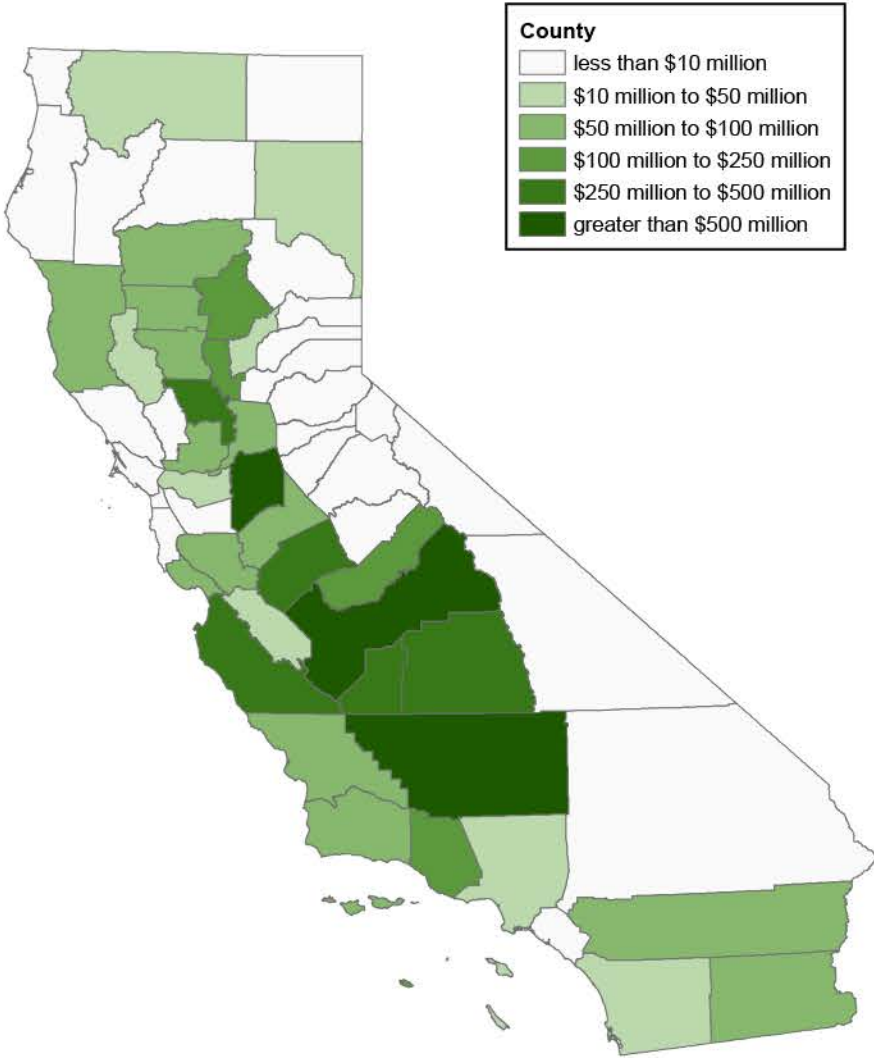 County
less than $10 million
$10 million to $50 million
$50 million to $100 million
$100 million to $250 million
$250 million to $500 million
greater than $500 million